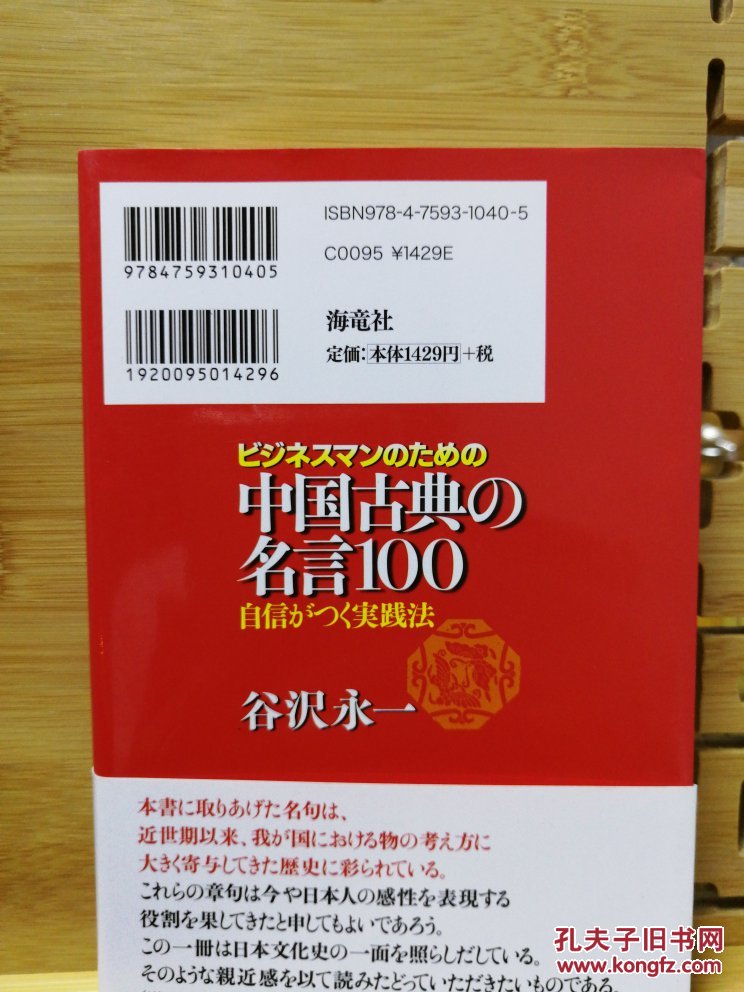 ISBN978-4-7593-1040-5
9784759310405
C0095 ¥1429E
1920095014296
海竜社
定価：本体1429円＋税
ビジネスマンのための
中国古典の
名言100
自信がつく実践法
谷沢永一
本書に取りあげた名句は、
近世期以来、我が国における物の考え方に
大きく寄与してきた歴史に彩られている。
これらの章句は今や日本人の感性を表現する
役割を果してきたと申してもよいであろう。
この一冊は日本文化史の一面を照らしだしている。
そのような親近感を以て読みたどっていただきたいものである。
孔夫子旧书网
www.kongfz.com